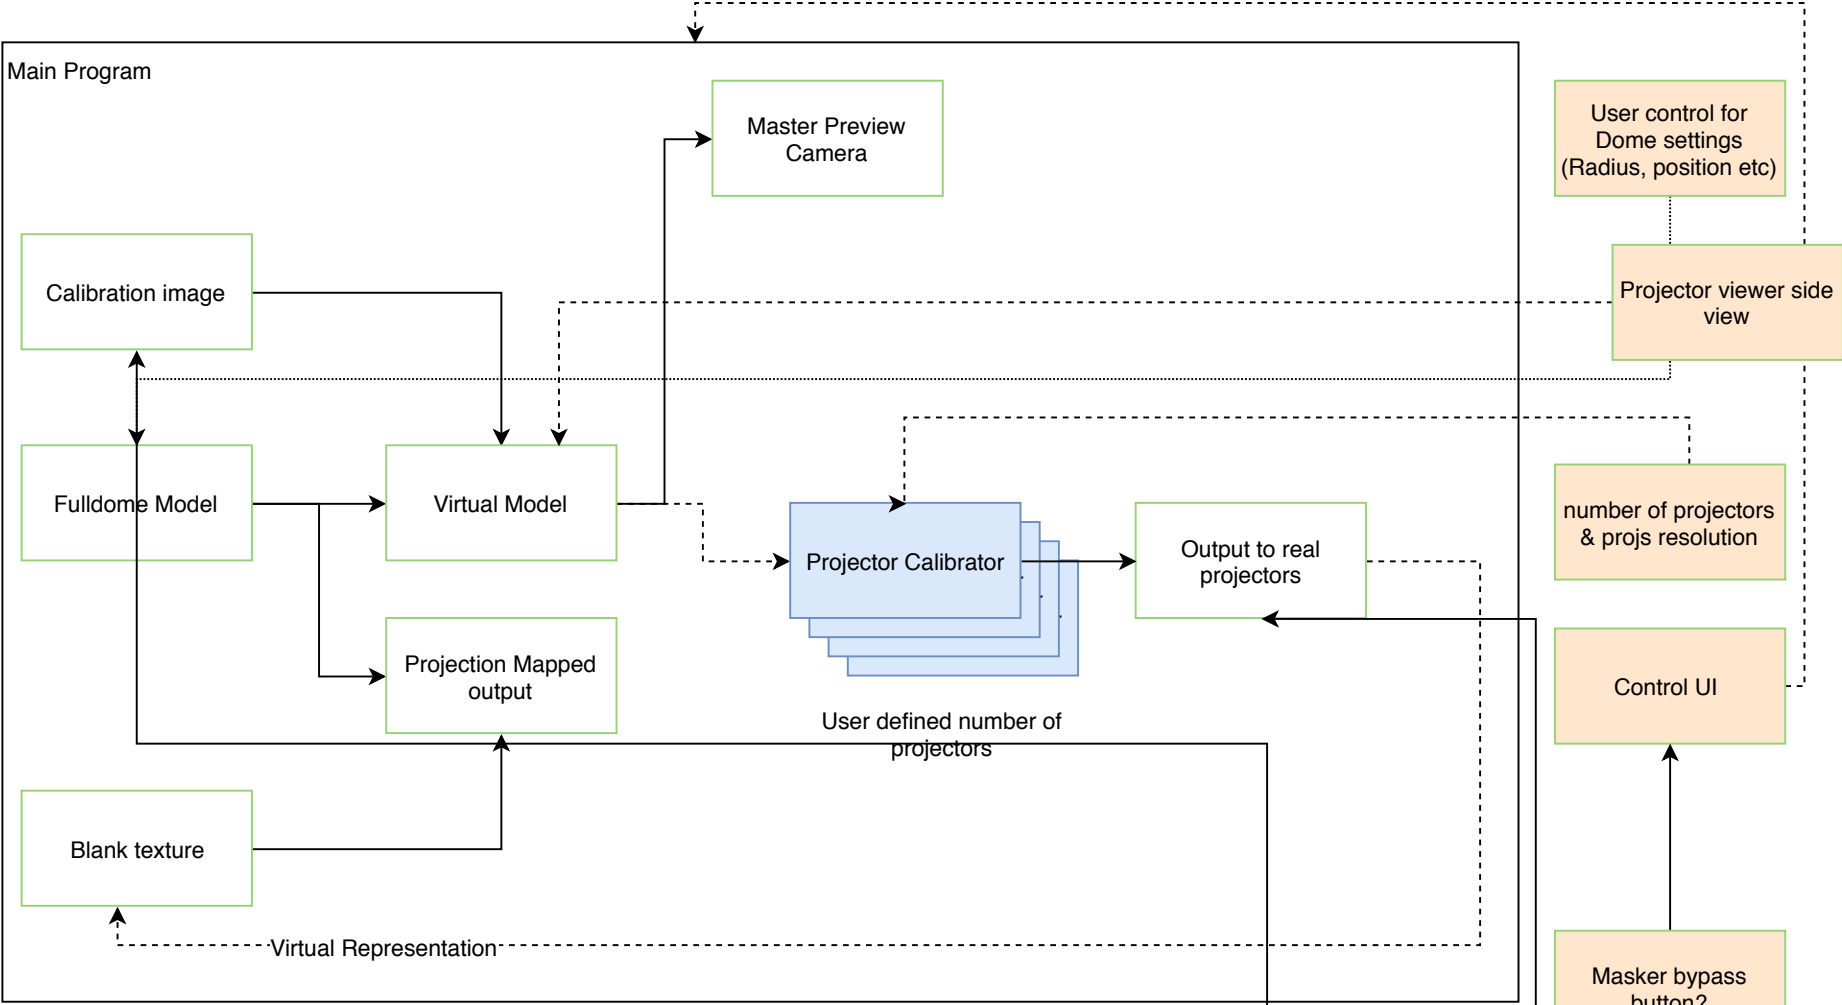 Main Program
Master Preview
Camera
User control for
Dome settings
(Radius, position etc)
Calibration image
Projector viewer side
view
Fulldome Model
Virtual Model
Projector Calibrator
Output to real
projectors
number of projectors
& projs resolution
Projection Mapped
output
User defined number of
projectors
Control UI
Blank texture
Virtual Representation
Masker bypass
button?